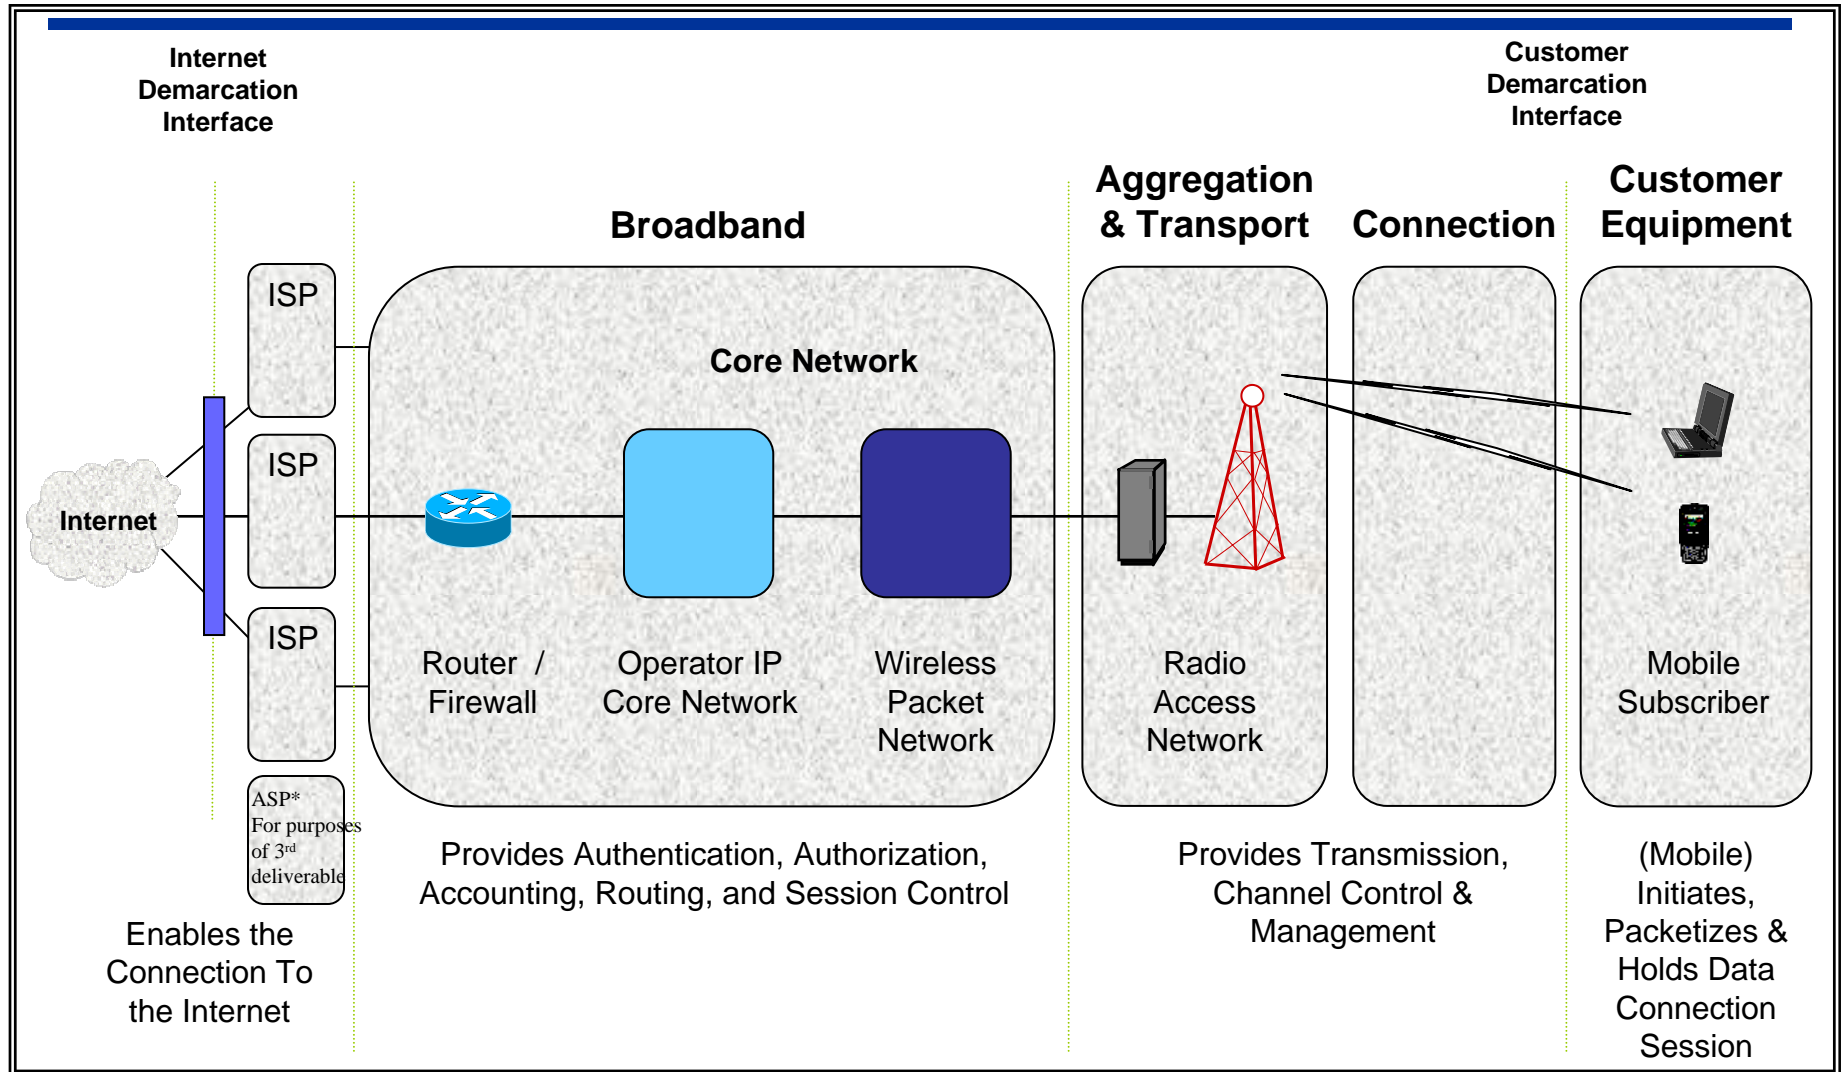 Internet
Demarcation
Interface
Customer
Demarcation
Interface
Broadband
Aggregation
& Transport
Connection
Customer
Equipment
ISP
ISP
ISP
Internet
Core Network
Router /
Firewall
Operator IP
Core Network
Wireless
Packet
Network
Radio
Access
Network
Mobile
Subscriber
ASP*
For purposes
of 3rd
deliverable
Enables the
Connection To
the Internet
Provides Authentication, Authorization,
Accounting, Routing, and Session Control
Provides Transmission,
Channel Control &
Management
(Mobile)
Initiates,
Packetizes &
Holds Data
Connection
Session